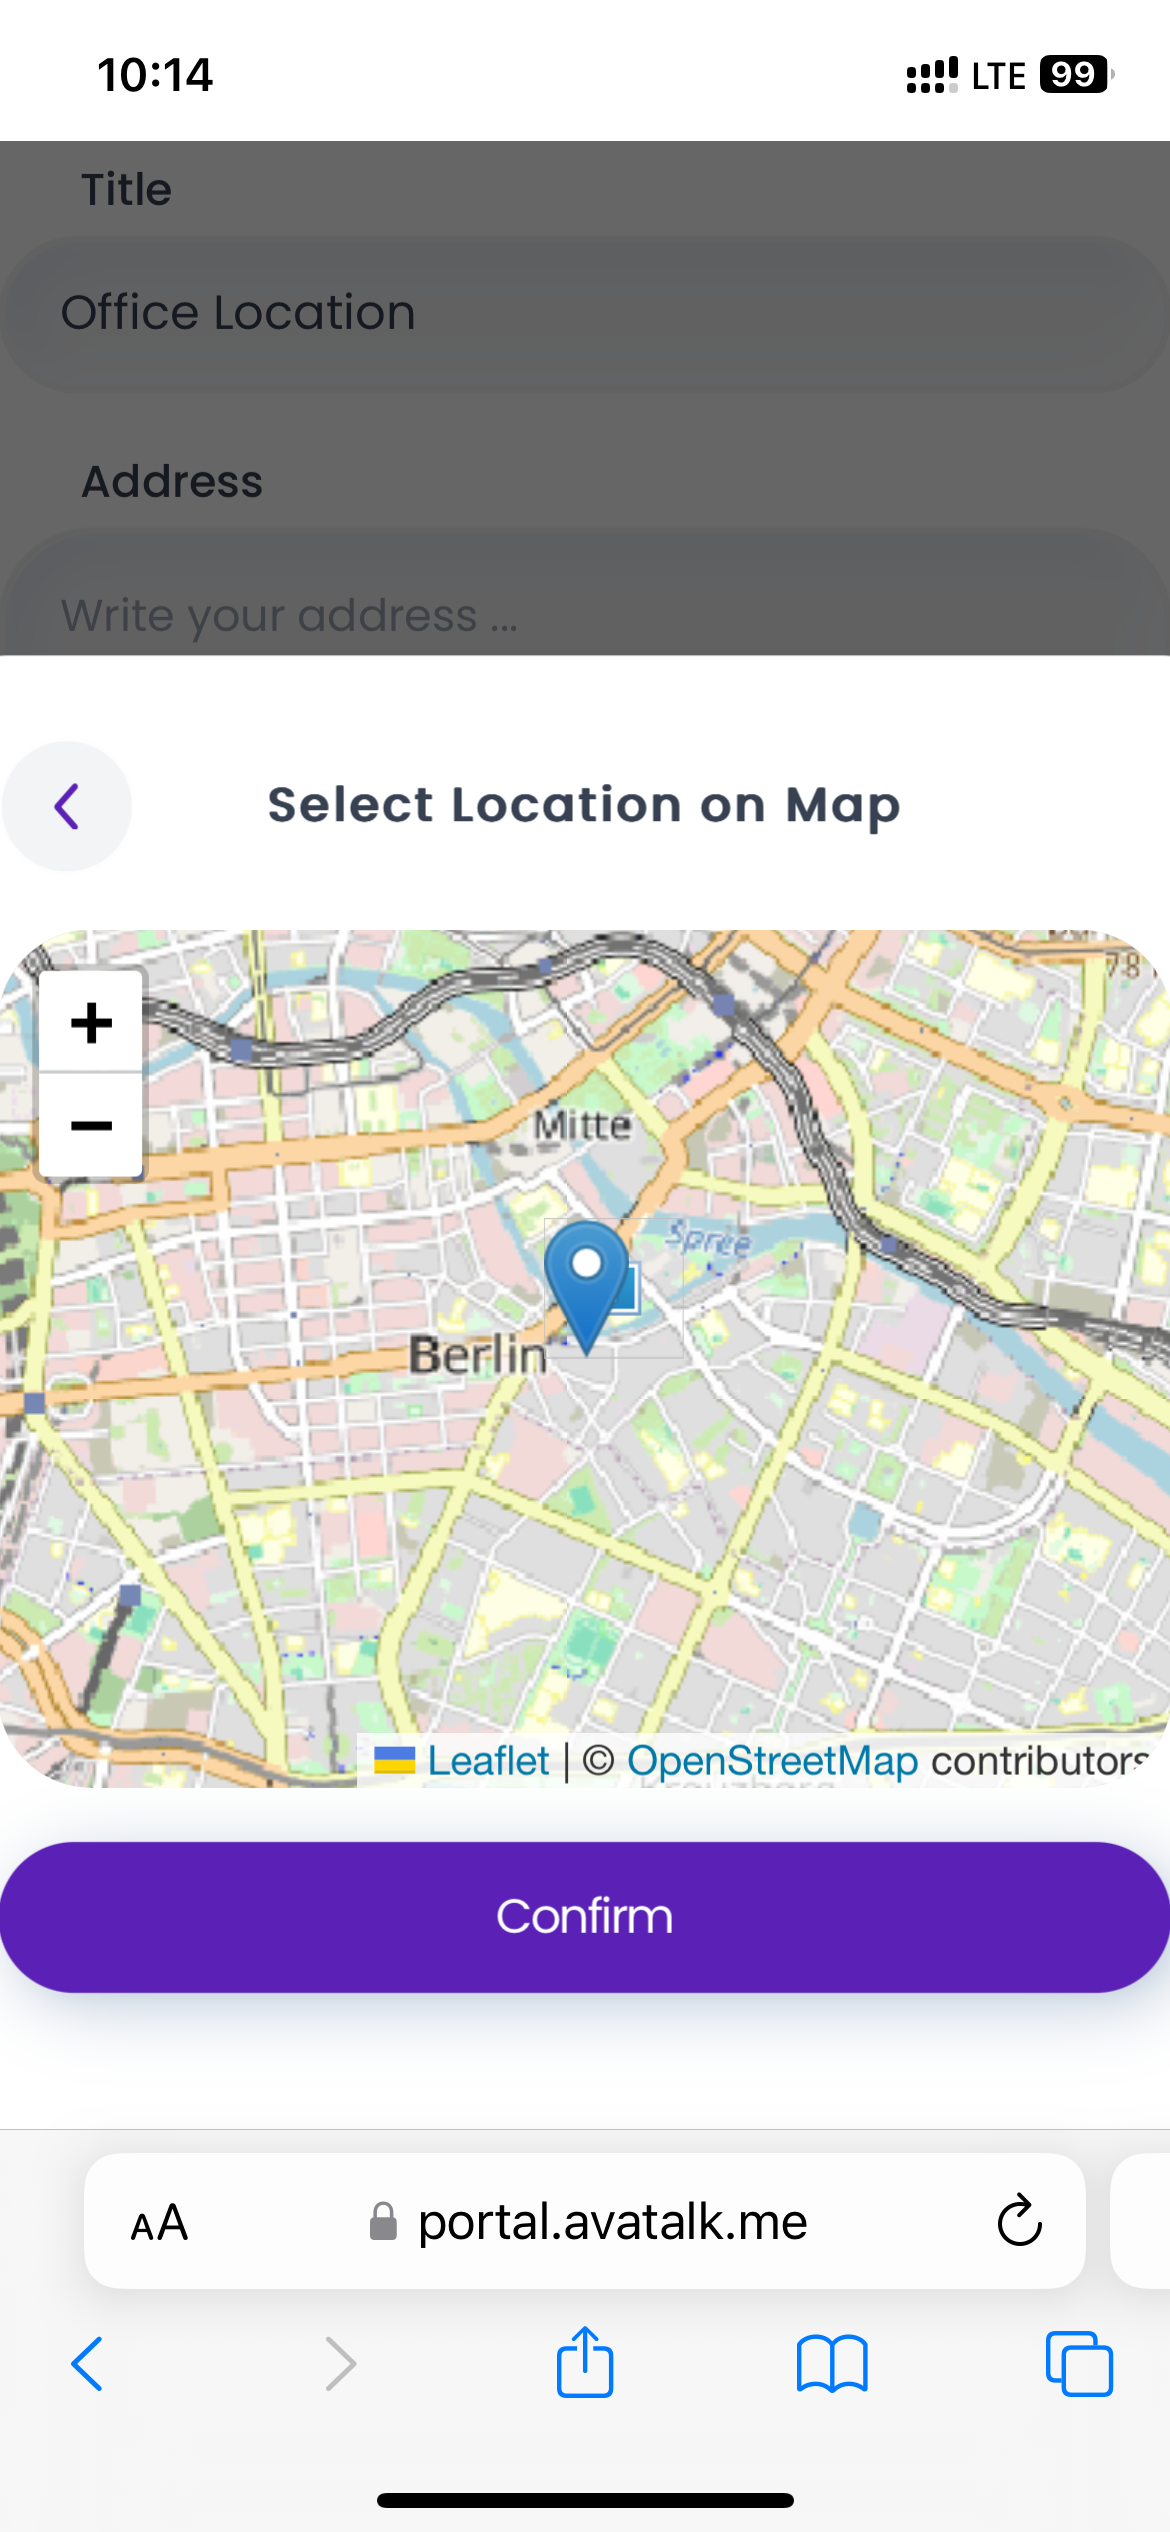 10:14 LTE 99
Title
Office Location
Address
Write your address ...
Select Location on Map
+
−
78
Mitte
Spree
Berlin
Leaflet | © OpenStreetMap contributors
Confirm
AA portal.avatalk.me